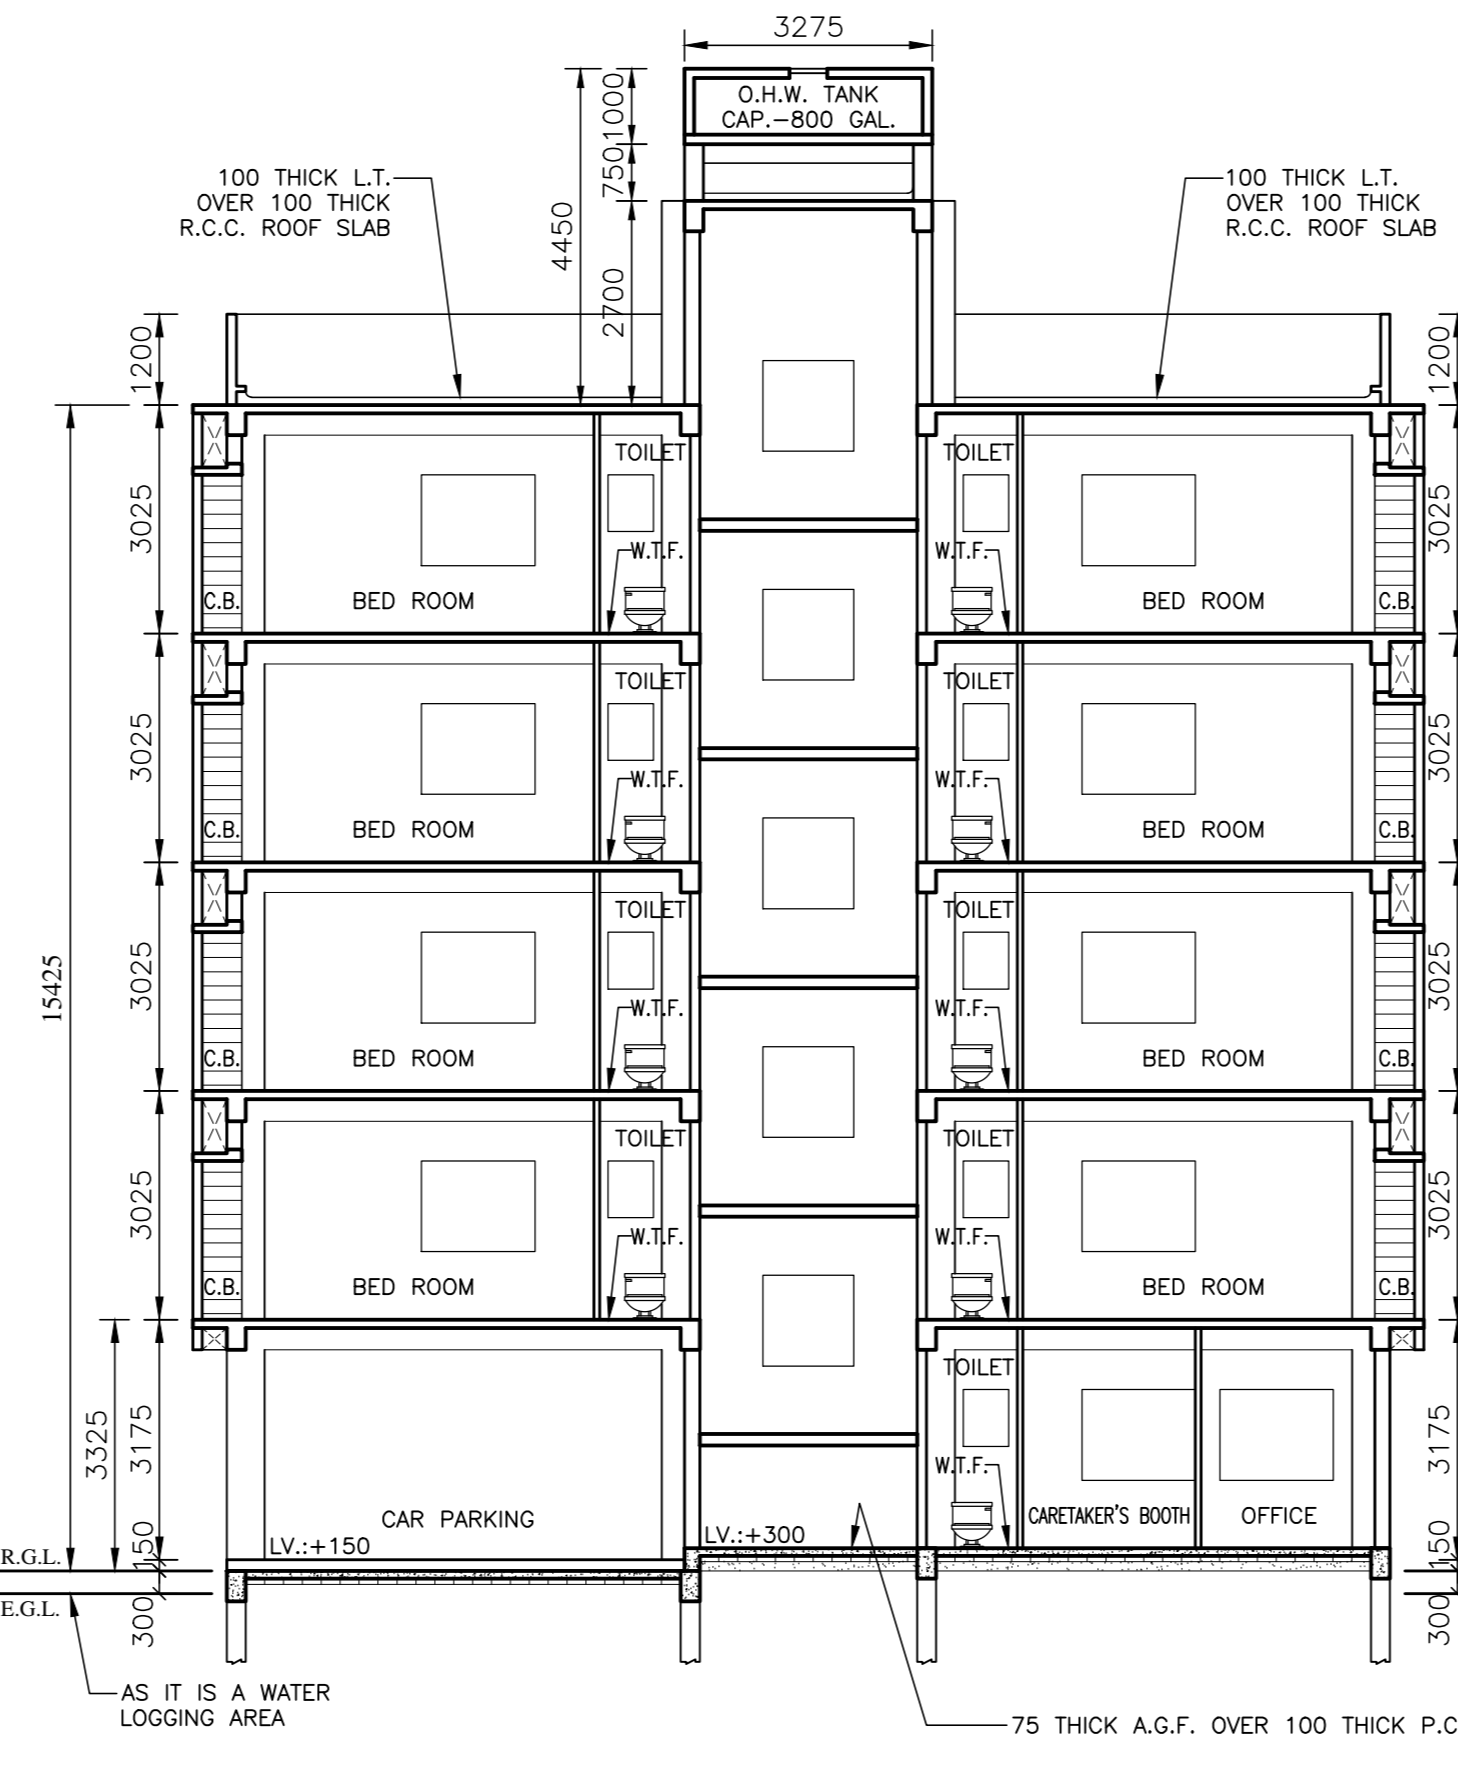 3275
O.H.W. TANK
CAP.-800 GAL.
1000
750
4450
2700
100 THICK L.T.
OVER 100 THICK
R.C.C. ROOF SLAB
100 THICK L.T.
OVER 100 THICK
R.C.C. ROOF SLAB
1200
1200
15425
3025
TOILET
W.T.F.
C.B.
BED ROOM
TOILET
W.T.F.
BED ROOM
C.B.
3025
3025
TOILET
W.T.F.
C.B.
BED ROOM
TOILET
W.T.F.
BED ROOM
C.B.
3025
3025
TOILET
W.T.F.
C.B.
BED ROOM
TOILET
W.T.F.
BED ROOM
C.B.
3025
3025
TOILET
W.T.F.
C.B.
BED ROOM
TOILET
W.T.F.
BED ROOM
C.B.
3025
3325
3175
CAR PARKING
LV.:+150
LV.:+300
TOILET
W.T.F.
CARETAKER'S BOOTH
OFFICE
3175
150
150
R.G.L.
E.G.L.
300
300
AS IT IS A WATER
LOGGING AREA
75 THICK A.G.F. OVER 100 THICK P.C